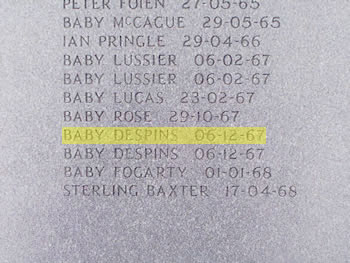 PETER FOIEN 27-05-65
BABY McCAGUE 29-05-65
IAN PRINGLE 29-04-66
BABY LUSSIER 06-02-67
BABY LUSSIER 06-02-67
BABY LUCAS 23-02-67
BABY ROSE 29-10-67
BABY DESPINS 06-12-67
BABY DESPINS 06-12-67
BABY FOGARTY 01-01-68
STERLING BAXTER 17-04-68